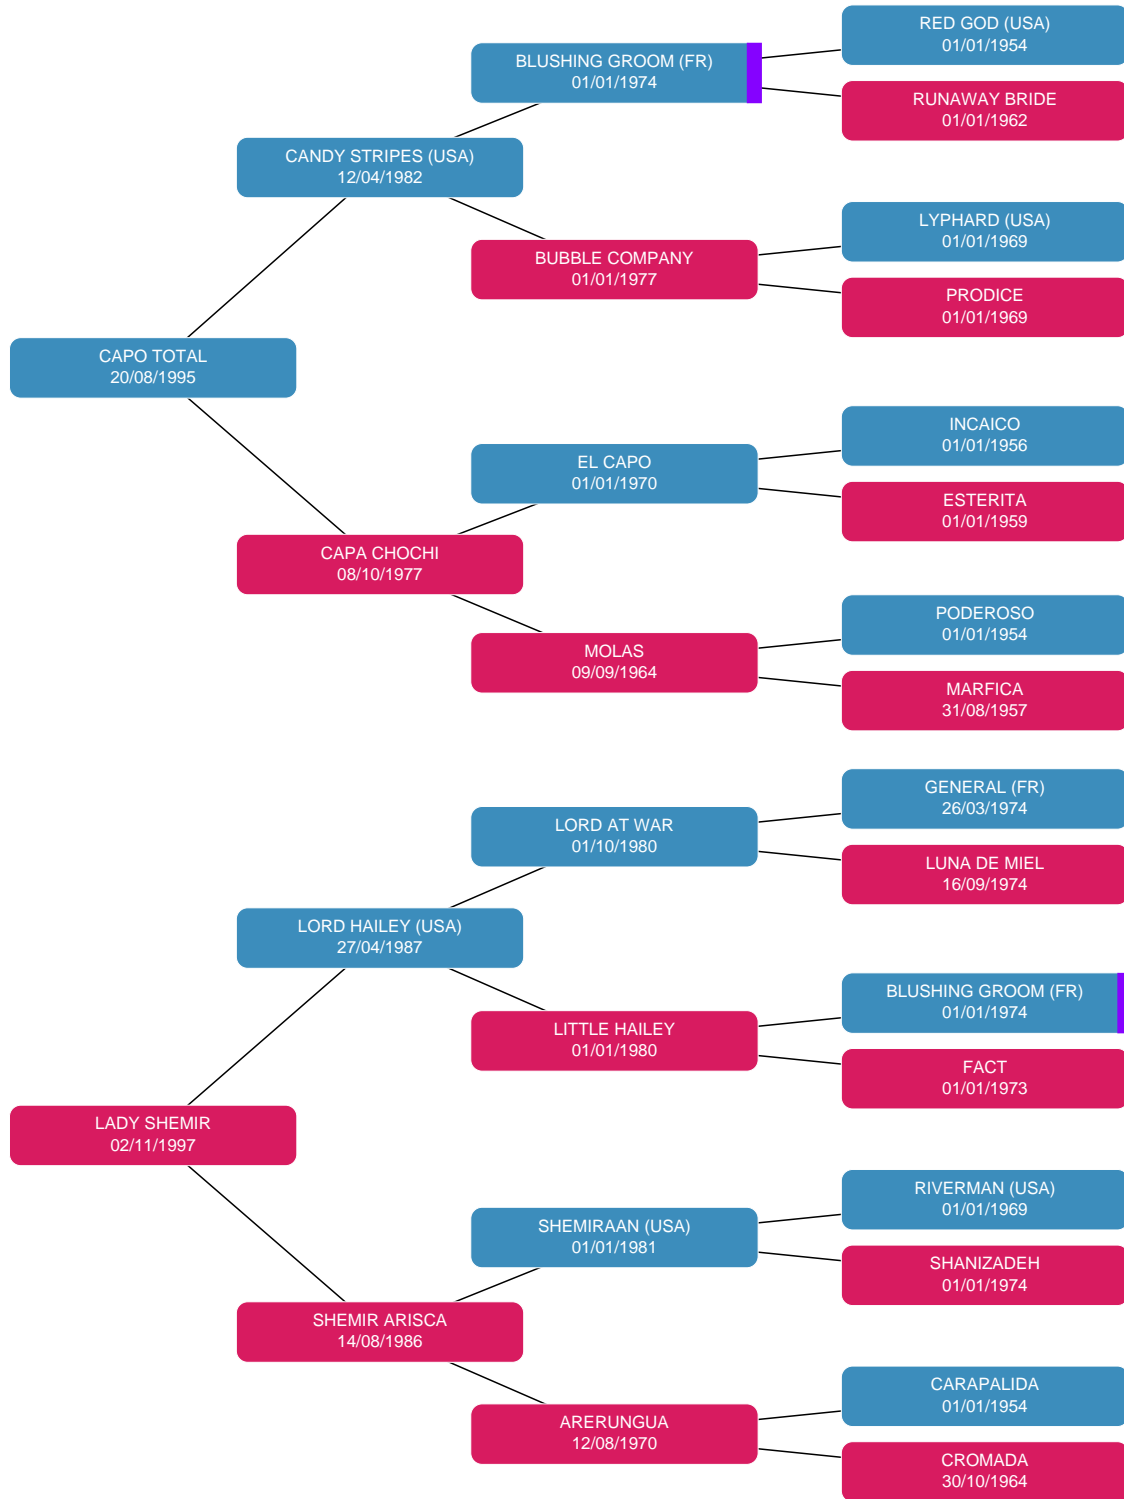 RED GOD (USA)
01/01/1954
BLUSHING GROOM (FR)
01/01/1974
RUNAWAY BRIDE
01/01/1962
CANDY STRIPES (USA)
12/04/1982
LYPHARD (USA)
01/01/1969
BUBBLE COMPANY
01/01/1977
PRODICE
01/01/1969
CAPO TOTAL
20/08/1995
INCAICO
01/01/1956
EL CAPO
01/01/1970
ESTERITA
01/01/1959
CAPA CHOCHI
08/10/1977
PODEROSO
01/01/1954
MOLAS
09/09/1964
MARFICA
31/08/1957
GENERAL (FR)
26/03/1974
LORD AT WAR
01/10/1980
LUNA DE MIEL
16/09/1974
LORD HAILEY (USA)
27/04/1987
BLUSHING GROOM (FR)
01/01/1974
LITTLE HAILEY
01/01/1980
FACT
01/01/1973
LADY SHEMIR
02/11/1997
RIVERMAN (USA)
01/01/1969
SHEMIRAAN (USA)
01/01/1981
SHANIZADEH
01/01/1974
SHEMIR ARISCA
14/08/1986
CARAPALIDA
01/01/1954
ARERUNGUA
12/08/1970
CROMADA
30/10/1964